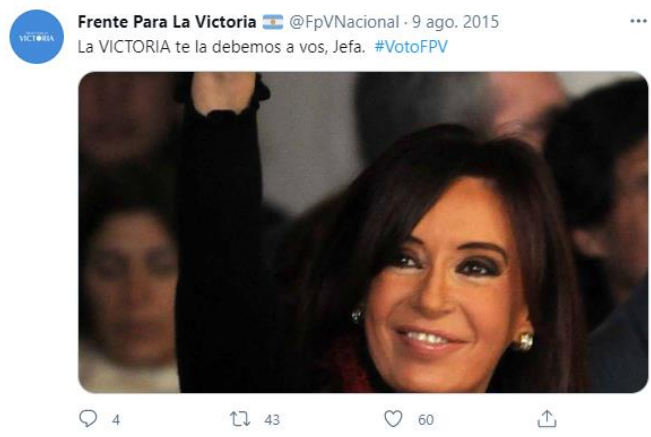 Frente Para La Victoria @FpVNacional · 9 ago. 2015
La VICTORIA te la debemos a vos, Jefa. #VotoFPV
VICTORIA
4 43 60